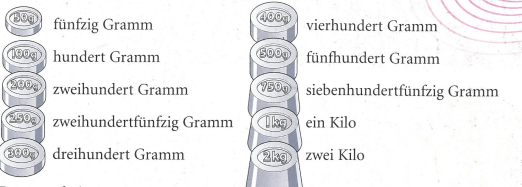 50g fünfzig Gramm
100g hundert Gramm
200g zweihundert Gramm
250g zweihundertfünfzig Gramm
300g dreihundert Gramm
400g vierhundert Gramm
500g fünfhundert Gramm
750g siebenhundertfünfzig Gramm
1kg ein Kilo
2kg zwei Kilo